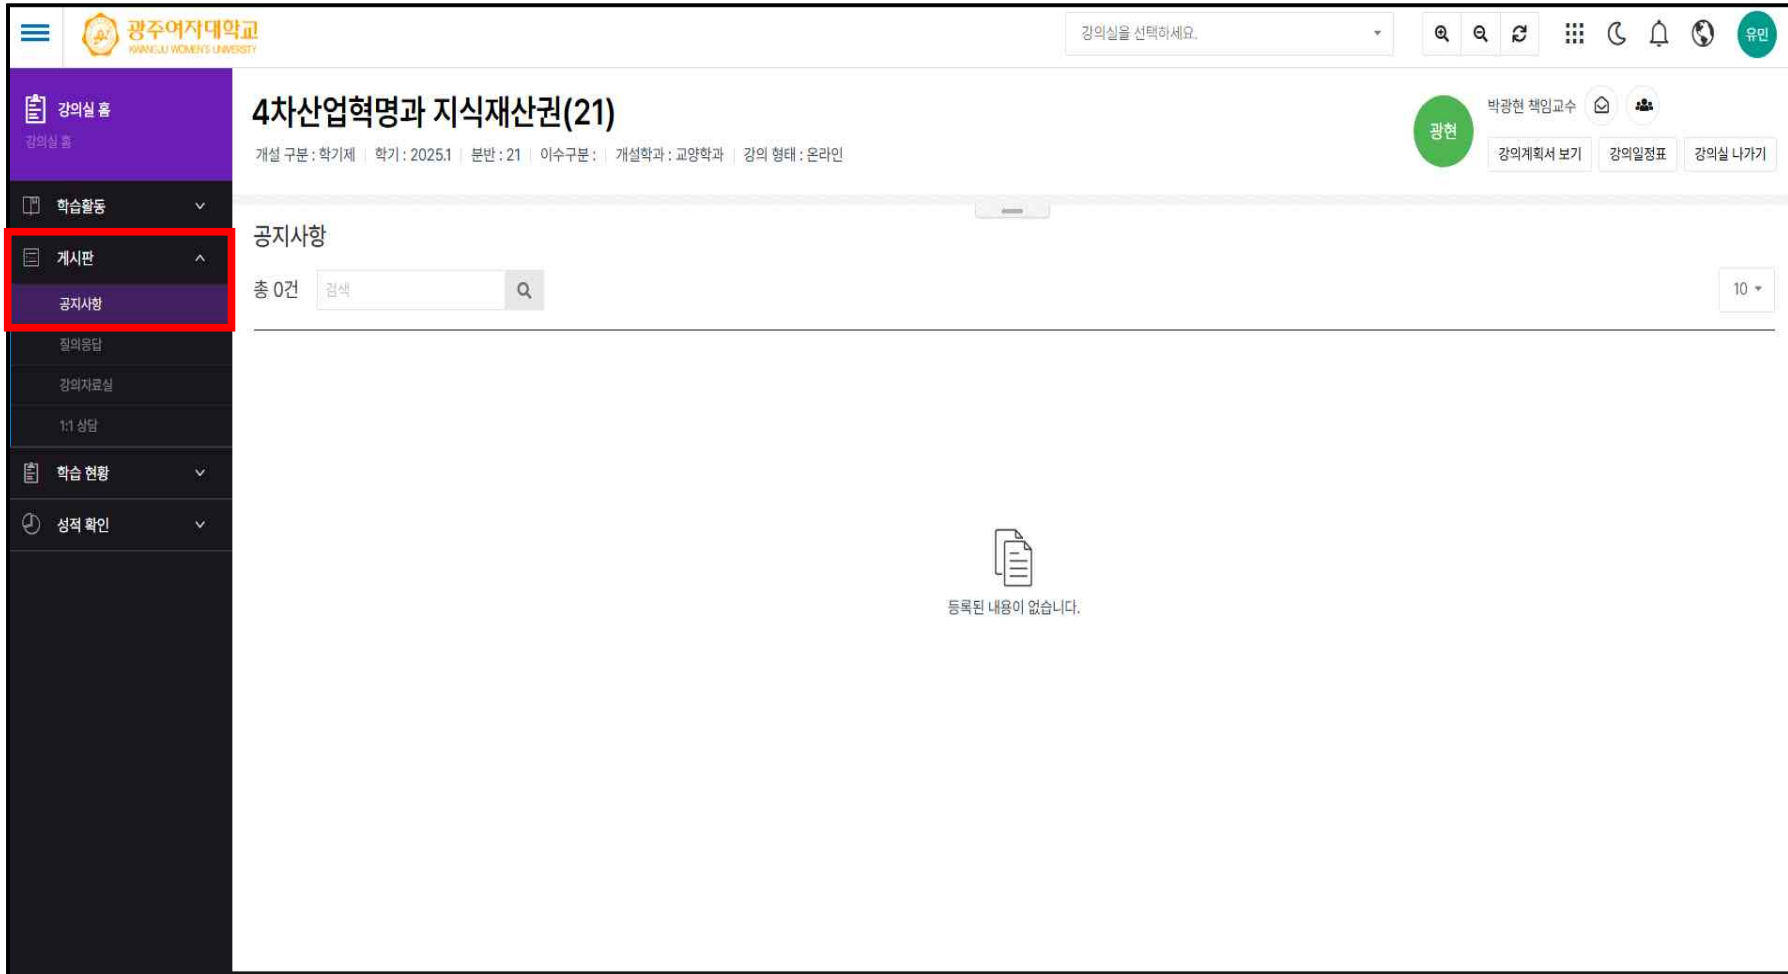 광주여자대학교
KWANGJU WOMEN'S UNIVERSITY
강의실을 선택하세요.
유민
강의실 홈
강의실 홈
4차산업혁명과 지식재산권(21)
개설 구분 : 학기제 | 학기 : 2025.1 | 분반 : 21 | 이수구분 : | 개설학과 : 교양학과 | 강의 형태 : 온라인
광현
박광현 책임교수
강의계획서 보기 강의일정표 강의실 나가기
학습활동
게시판
공지사항
질의응답
강의자료실
1:1 상담
학습 현황
성적 확인
공지사항
총 0건 검색 10
등록된 내용이 없습니다.